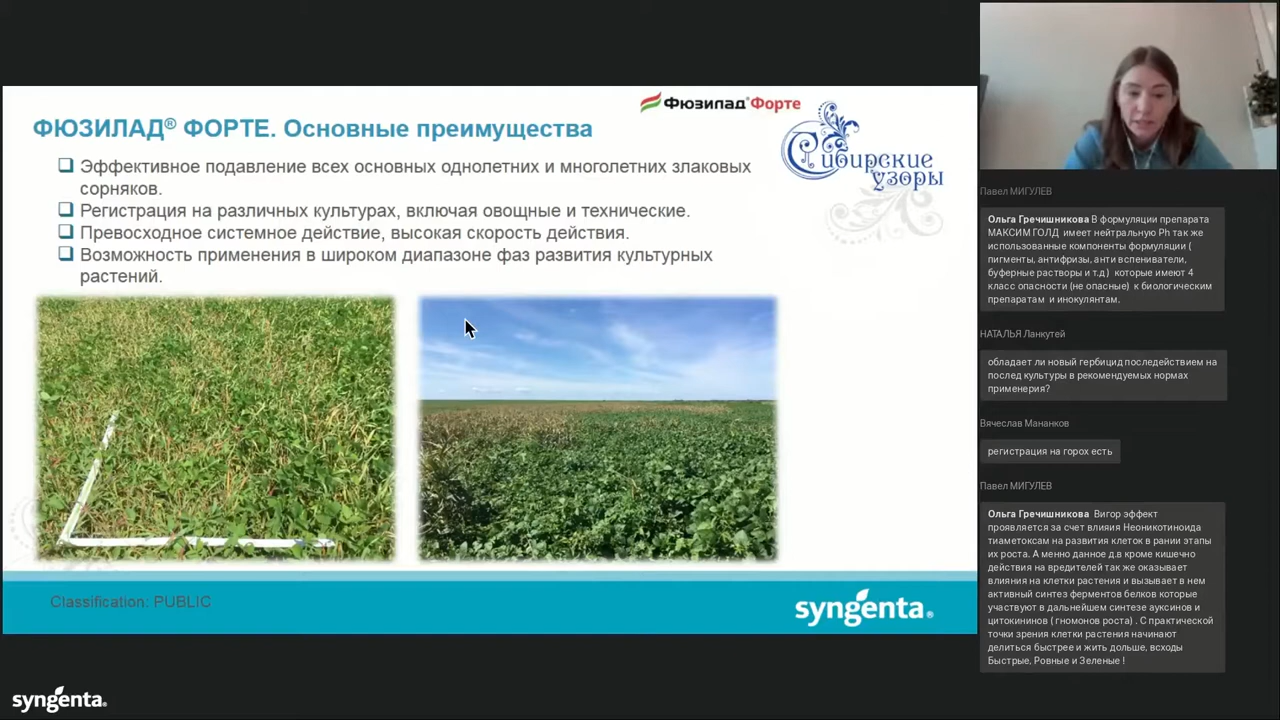 Фюзилад®Форте
ФЮЗИЛАД® ФОРТЕ. Основные преимущества
Сибирские
узоры
Эффективное подавление всех основных однолетних и многолетних злаковых
сорняков.
Регистрация на различных культурах, включая овощные и технические.
Превосходное системное действие, высокая скорость действия.
Возможность применения в широком диапазоне фаз развития культурных
растений.
Classification: PUBLIC
syngenta®
syngenta®
Павел МИГУЛЕВ
Ольга Гречишникова В формуляции препарата
МАКСИМ ГОЛД имеет нейтральную Ph так же
использованные компоненты формуляции (
пигменты, антифризы, анти вспениватели,
буферные растворы и т.д ) которые имеют 4
класс опасности (не опасные) к биологическим
препаратам и инокулянтам.
НАТАЛЬЯ Ланкутей
обладает ли новый гербицид последействием на
послед культуры в рекомендуемых нормах
применерия?
Вячеслав Мананков
регистрация на горох есть
Павел МИГУЛЕВ
Ольга Гречишникова Вигор эффект
проявляется за счет влияия Неоникотиноида
тиаметоксам на развития клеток в рании этапы
их роста. А менно данное д.в кроме кишечно
действия на вредителей так же оказывает
влияния на клетки растения и вызывает в нем
активный синтез ферментов белков которые
участвуют в дальнейшем синтезе ауксинов и
цитокининов ( гномонов роста) . С практической
точки зрения клетки растения начинают
делиться быстрее и жить дольше, всходы
Быстрые, Ровные и Зеленые !